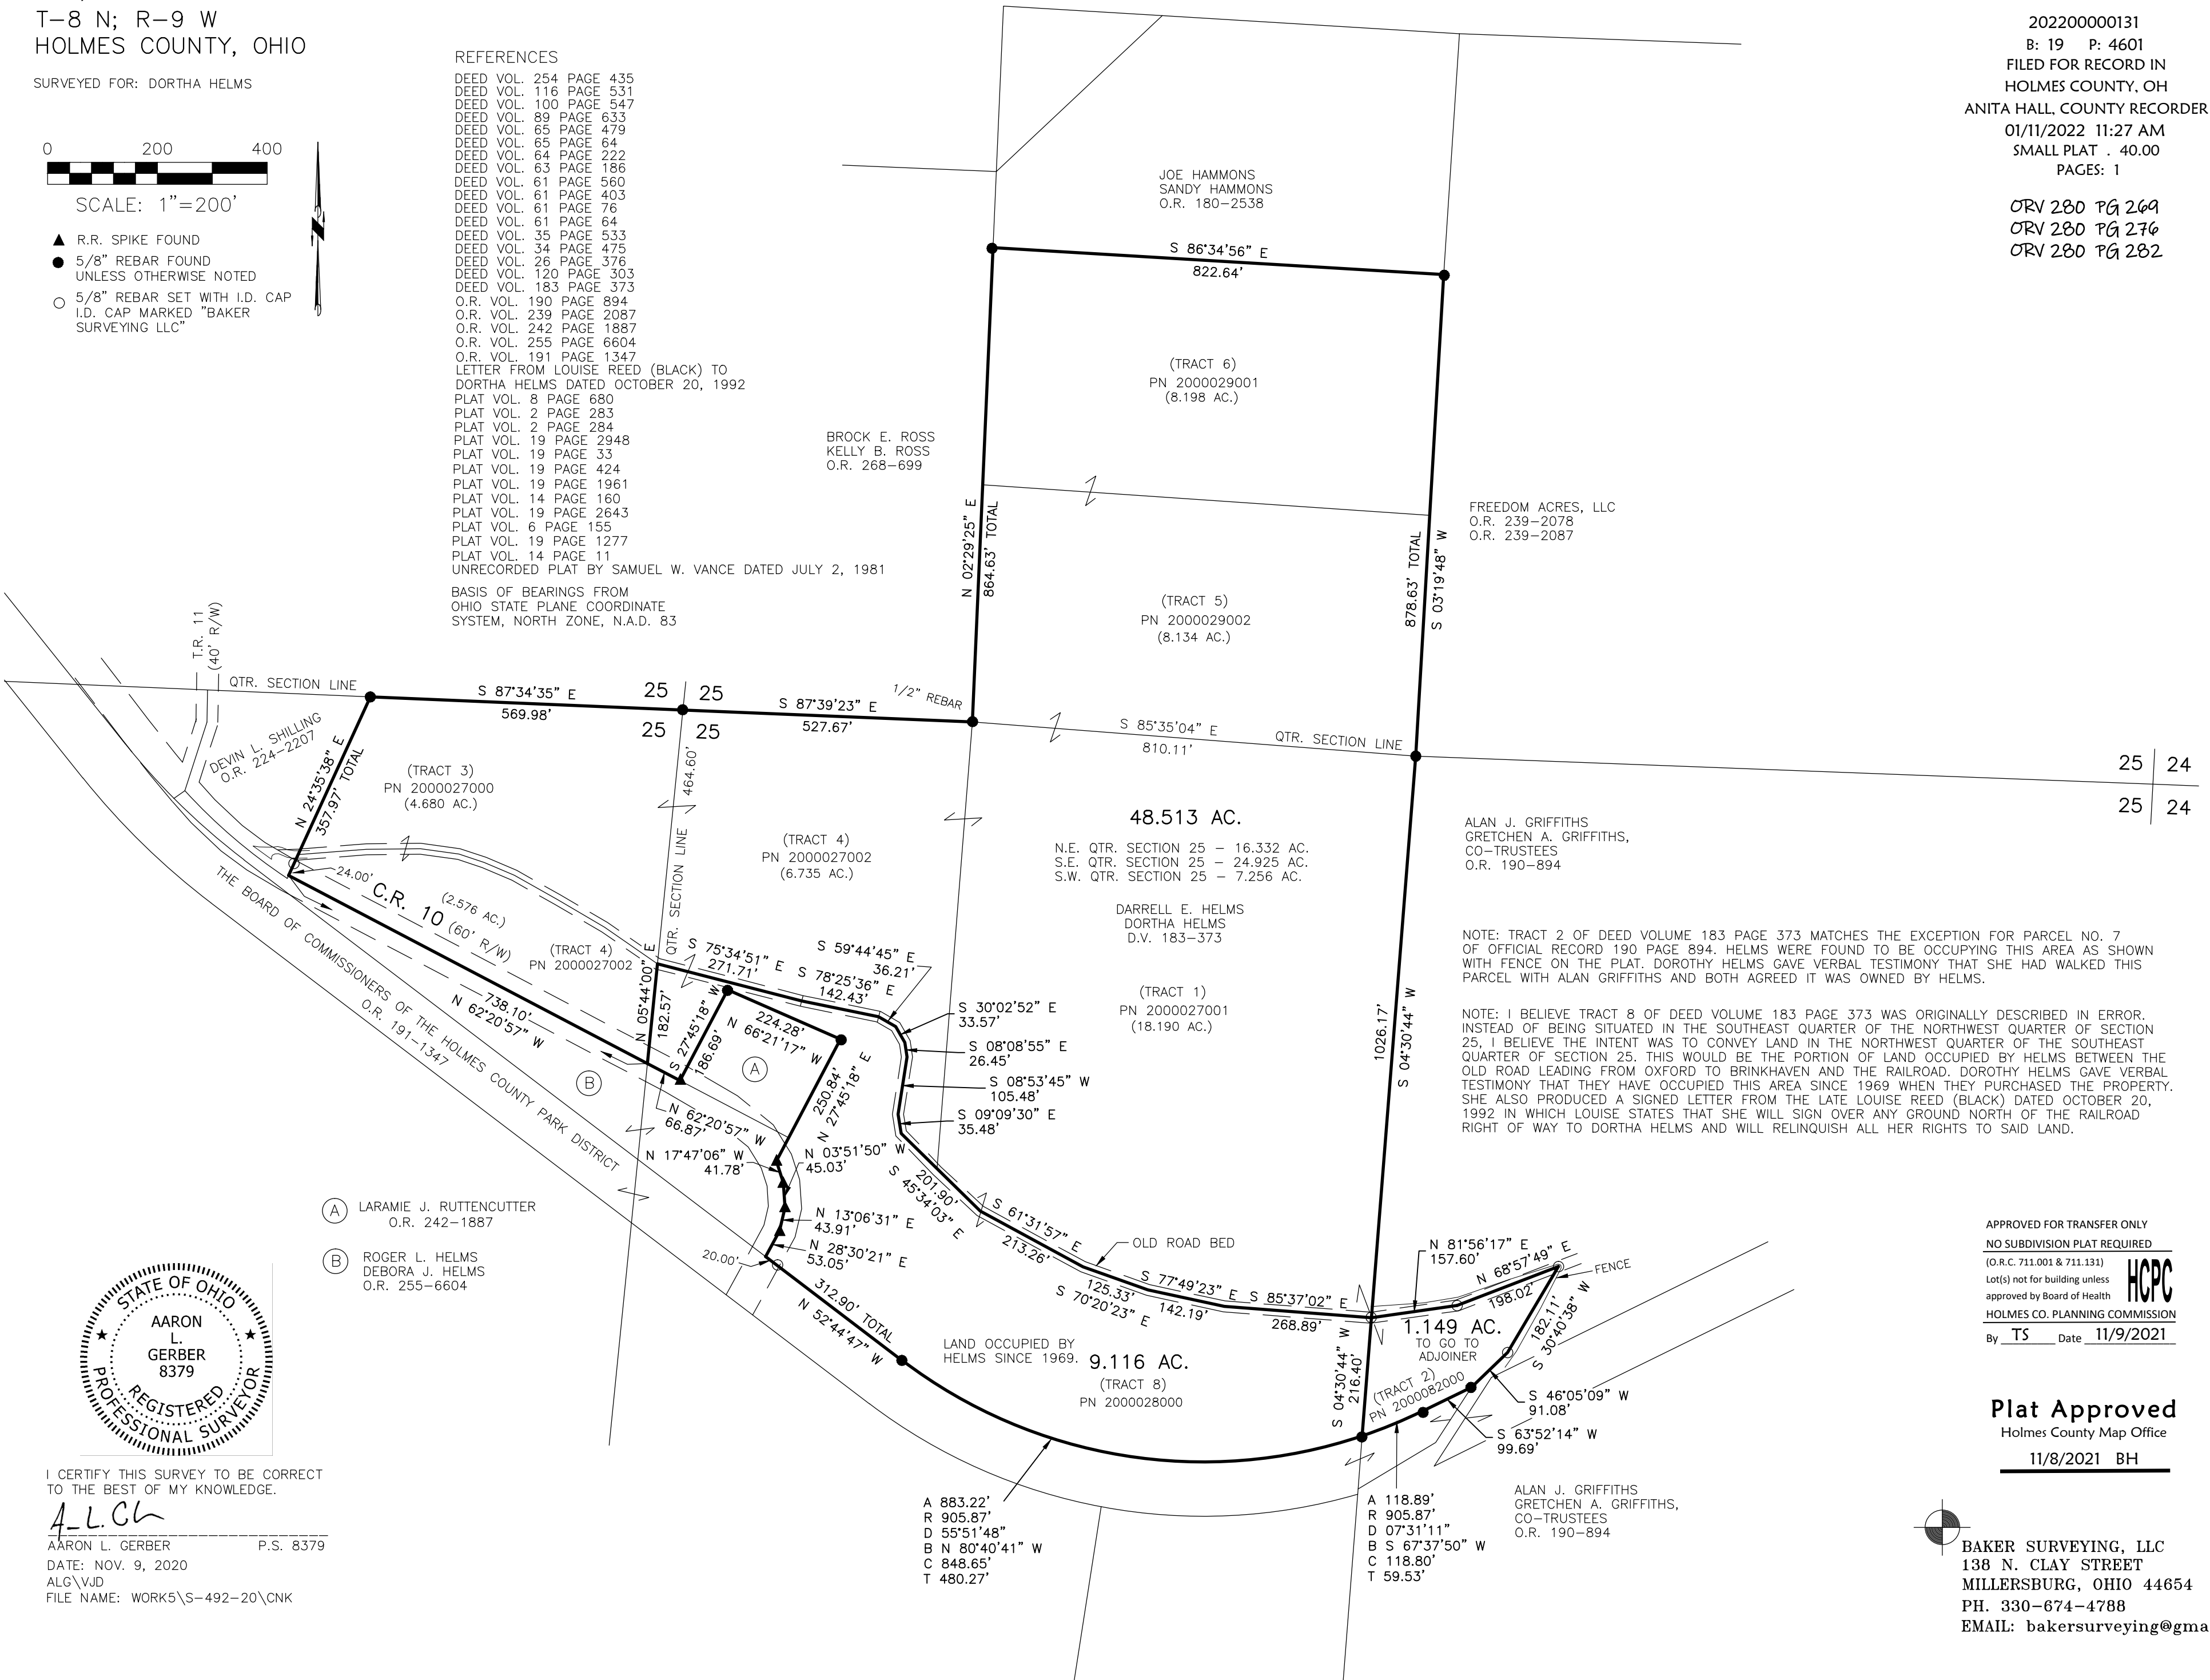 T-8 N; R-9 W
HOLMES COUNTY, OHIO
SURVEYED FOR: DORTHA HELMS
0 200 400
SCALE: 1"=200'
N
R.R. SPIKE FOUND
5/8" REBAR FOUND
UNLESS OTHERWISE NOTED
5/8" REBAR SET WITH I.D. CAP
I.D. CAP MARKED "BAKER
SURVEYING LLC"
REFERENCES
DEED VOL. 254 PAGE 435
DEED VOL. 116 PAGE 531
DEED VOL. 100 PAGE 547
DEED VOL. 89 PAGE 633
DEED VOL. 65 PAGE 479
DEED VOL. 65 PAGE 64
DEED VOL. 64 PAGE 222
DEED VOL. 63 PAGE 186
DEED VOL. 61 PAGE 560
DEED VOL. 61 PAGE 403
DEED VOL. 61 PAGE 76
DEED VOL. 61 PAGE 64
DEED VOL. 35 PAGE 533
DEED VOL. 34 PAGE 475
DEED VOL. 26 PAGE 376
DEED VOL. 120 PAGE 303
DEED VOL. 183 PAGE 373
O.R. VOL. 190 PAGE 894
O.R. VOL. 239 PAGE 2087
O.R. VOL. 242 PAGE 1887
O.R. VOL. 255 PAGE 6604
O.R. VOL. 191 PAGE 1347
LETTER FROM LOUISE REED (BLACK) TO
DORTHA HELMS DATED OCTOBER 20, 1992
PLAT VOL. 8 PAGE 680
PLAT VOL. 2 PAGE 283
PLAT VOL. 2 PAGE 284
PLAT VOL. 19 PAGE 2948
PLAT VOL. 19 PAGE 33
PLAT VOL. 19 PAGE 424
PLAT VOL. 19 PAGE 1961
PLAT VOL. 14 PAGE 160
PLAT VOL. 19 PAGE 2643
PLAT VOL. 6 PAGE 155
PLAT VOL. 19 PAGE 1277
PLAT VOL. 14 PAGE 11
UNRECORDED PLAT BY SAMUEL W. VANCE DATED JULY 2, 1981
BASIS OF BEARINGS FROM
OHIO STATE PLANE COORDINATE
SYSTEM, NORTH ZONE, N.A.D. 83
202200000131
B: 19 P: 4601
FILED FOR RECORD IN
HOLMES COUNTY, OH
ANITA HALL, COUNTY RECORDER
01/11/2022 11:27 AM
SMALL PLAT . 40.00
PAGES: 1
ORV 280 PG 269
ORV 280 PG 276
ORV 280 PG 282
JOE HAMMONS
SANDY HAMMONS
O.R. 180-2538
S 86°34'56" E
822.64'
(TRACT 6)
PN 2000029001
(8.198 AC.)
BROCK E. ROSS
KELLY B. ROSS
O.R. 268-699
N 02°29'25" E
864.63' TOTAL
878.63' TOTAL
S 03°19'48" W
FREEDOM ACRES, LLC
O.R. 239-2078
O.R. 239-2087
(TRACT 5)
PN 2000029002
(8.134 AC.)
T.R. 11
(40' R/W)
QTR. SECTION LINE
S 87°34'35" E
569.98'
25 25
25 25
S 87°39'23" E
527.67'
1/2" REBAR
S 85°35'04" E
810.11'
QTR. SECTION LINE
25 24
25 24
DEVIN L. SHILLING
O.R. 224-2207
N 24°35'38" E
357.97' TOTAL
(TRACT 3)
PN 2000027000
(4.680 AC.)
464.60'
QTR. SECTION LINE
(TRACT 4)
PN 2000027002
(6.735 AC.)
48.513 AC.
N.E. QTR. SECTION 25 - 16.332 AC.
S.E. QTR. SECTION 25 - 24.925 AC.
S.W. QTR. SECTION 25 - 7.256 AC.
DARRELL E. HELMS
DORTHA HELMS
D.V. 183-373
(TRACT 1)
PN 2000027001
(18.190 AC.)
ALAN J. GRIFFITHS
GRETCHEN A. GRIFFITHS,
CO-TRUSTEES
O.R. 190-894
1026.17'
S 04°30'44" W
24.00'
C.R. 10 (60' R/W)
(2.576 AC.)
(TRACT 4)
PN 2000027002
THE BOARD OF COMMISSIONERS OF THE HOLMES COUNTY PARK DISTRICT
O.R. 191-1347
738.10'
N 62°20'57" W
N 05°44'00" E
182.57'
S 75°34'51" E
271.71'
S 78°25'36" E
142.43'
S 59°44'45" E
36.21'
S 30°02'52" E
33.57'
S 08°08'55" E
26.45'
S 08°53'45" W
105.48'
S 09°09'30" E
35.48'
S 27°45'18" W
186.69'
224.28'
N 66°21'17" W
A
B
250.84'
N 27°45'18" E
N 62°20'57" W
66.87'
N 17°47'06" W
41.78'
N 03°51'50" W
45.03'
N 13°06'31" E
43.91'
N 28°30'21" E
53.05'
20.00'
201.90'
S 45°34'03" E
S 61°31'57" E
213.26'
OLD ROAD BED
125.33'
S 70°20'23" E
S 77°49'23" E
142.19'
S 85°37'02" E
268.89'
312.90' TOTAL
N 52°44'47" W
LAND OCCUPIED BY
HELMS SINCE 1969.
9.116 AC.
(TRACT 8)
PN 2000028000
S 04°30'44" W
216.40'
N 81°56'17" E
157.60'
N 68°57'49" E
198.02'
FENCE
182.11'
S 30°40'38" W
1.149 AC.
TO GO TO
ADJOINER
(TRACT 2)
PN 2000082000
S 46°05'09" W
91.08'
S 63°52'14" W
99.69'
A 883.22'
R 905.87'
D 55°51'48"
B N 80°40'41" W
C 848.65'
T 480.27'
A 118.89'
R 905.87'
D 07°31'11"
B S 67°37'50" W
C 118.80'
T 59.53'
ALAN J. GRIFFITHS
GRETCHEN A. GRIFFITHS,
CO-TRUSTEES
O.R. 190-894
NOTE: TRACT 2 OF DEED VOLUME 183 PAGE 373 MATCHES THE EXCEPTION FOR PARCEL NO. 7
OF OFFICIAL RECORD 190 PAGE 894. HELMS WERE FOUND TO BE OCCUPYING THIS AREA AS SHOWN
WITH FENCE ON THE PLAT. DOROTHY HELMS GAVE VERBAL TESTIMONY THAT SHE HAD WALKED THIS
PARCEL WITH ALAN GRIFFITHS AND BOTH AGREED IT WAS OWNED BY HELMS.
NOTE: I BELIEVE TRACT 8 OF DEED VOLUME 183 PAGE 373 WAS ORIGINALLY DESCRIBED IN ERROR.
INSTEAD OF BEING SITUATED IN THE SOUTHEAST QUARTER OF THE NORTHWEST QUARTER OF SECTION
25, I BELIEVE THE INTENT WAS TO CONVEY LAND IN THE NORTHWEST QUARTER OF THE SOUTHEAST
QUARTER OF SECTION 25. THIS WOULD BE THE PORTION OF LAND OCCUPIED BY HELMS BETWEEN THE
OLD ROAD LEADING FROM OXFORD TO BRINKHAVEN AND THE RAILROAD. DOROTHY HELMS GAVE VERBAL
TESTIMONY THAT THEY HAVE OCCUPIED THIS AREA SINCE 1969 WHEN THEY PURCHASED THE PROPERTY.
SHE ALSO PRODUCED A SIGNED LETTER FROM THE LATE LOUISE REED (BLACK) DATED OCTOBER 20,
1992 IN WHICH LOUISE STATES THAT SHE WILL SIGN OVER ANY GROUND NORTH OF THE RAILROAD
RIGHT OF WAY TO DORTHA HELMS AND WILL RELINQUISH ALL HER RIGHTS TO SAID LAND.
A LARAMIE J. RUTTENCUTTER
O.R. 242-1887
B ROGER L. HELMS
DEBORA J. HELMS
O.R. 255-6604
STATE OF OHIO
AARON
L.
GERBER
8379
REGISTERED
PROFESSIONAL SURVEYOR
I CERTIFY THIS SURVEY TO BE CORRECT
TO THE BEST OF MY KNOWLEDGE.
AARON L. GERBER P.S. 8379
DATE: NOV. 9, 2020
ALG\VJD
FILE NAME: WORK5\S-492-20\CNK
APPROVED FOR TRANSFER ONLY
NO SUBDIVISION PLAT REQUIRED
(O.R.C. 711.001 & 711.131)
Lot(s) not for building unless
approved by Board of Health
HCPC
HOLMES CO. PLANNING COMMISSION
By TS Date 11/9/2021
Plat Approved
Holmes County Map Office
11/8/2021 BH
BAKER SURVEYING, LLC
138 N. CLAY STREET
MILLERSBURG, OHIO 44654
PH. 330-674-4788
EMAIL: bakersurveying@gma